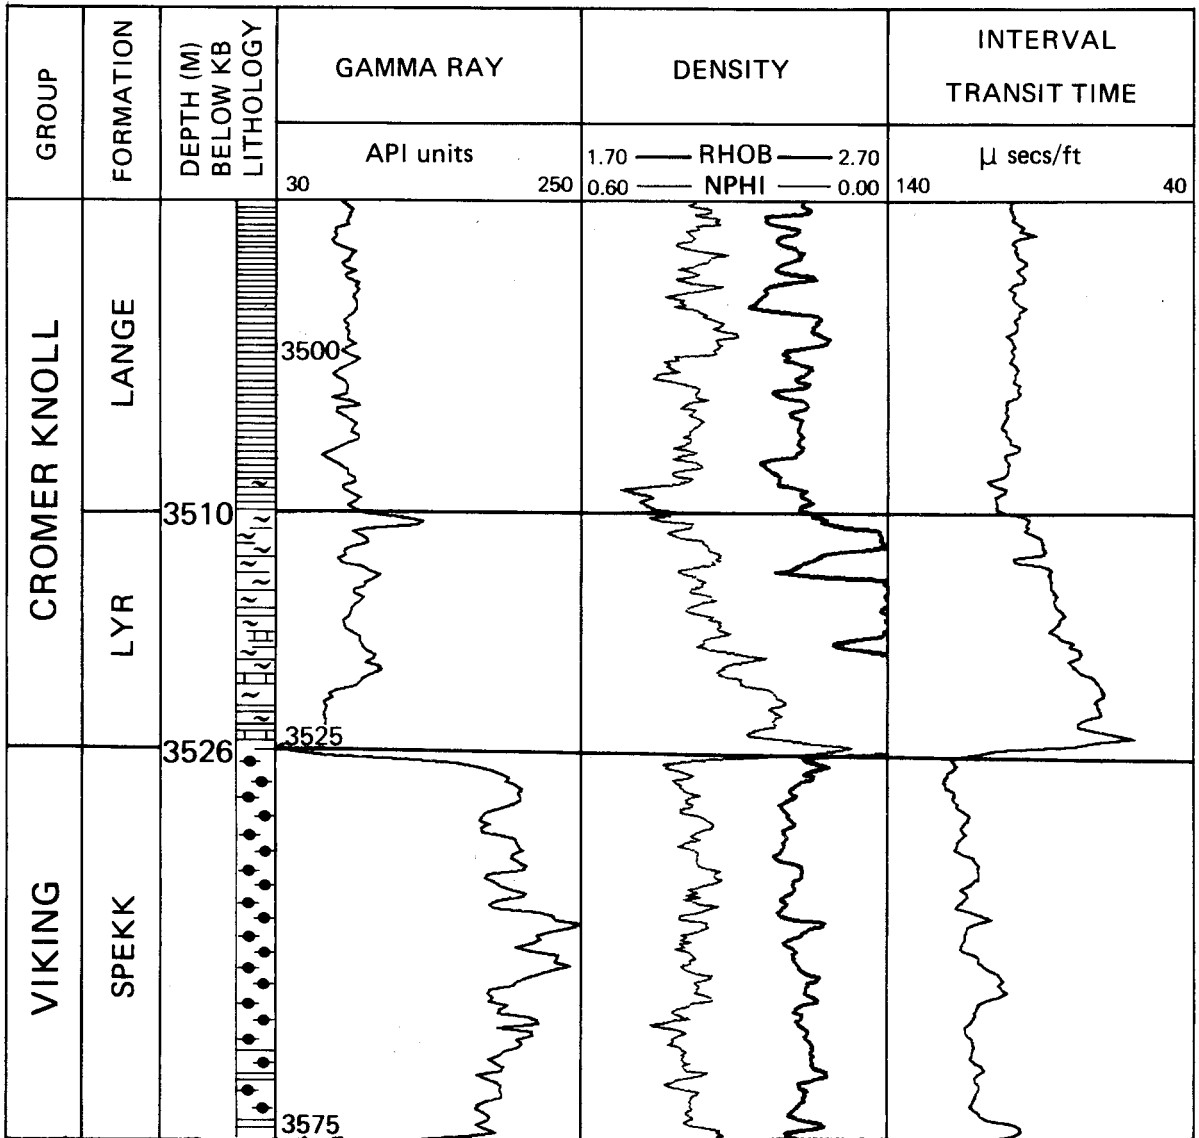 GROUP
FORMATION
DEPTH (M)
BELOW KB
LITHOLOGY
GAMMA RAY
DENSITY
INTERVAL
TRANSIT TIME
API units
30 250
1.70 RHOB 2.70
0.60 NPHI 0.00
μ secs/ft
140 40
CROMER KNOLL
LANGE
3500
3510
LYR
3525
3526
VIKING
SPEKK
3575